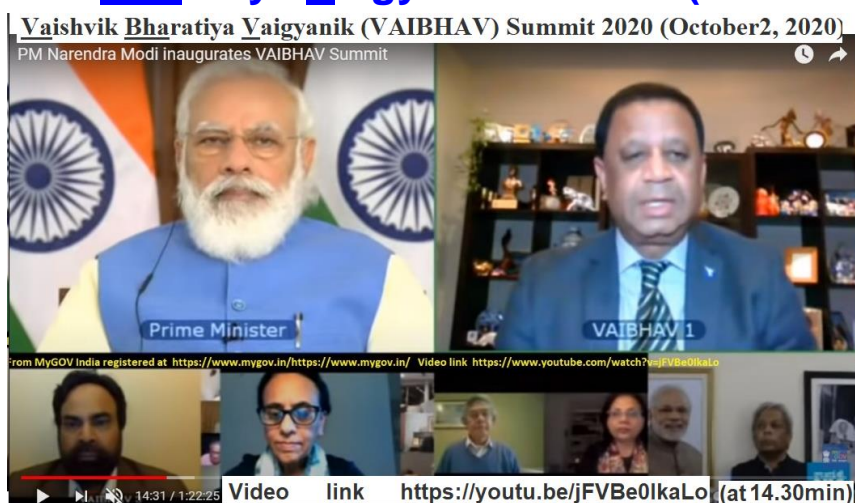 Vaishvik Bharatiya Vaigyanik (VAIBHAV) Summit 2020 (October2, 2020)
PM Narendra Modi inaugurates VAIBHAV Summit
Prime Minister
VAIBHAV 1
From MyGOV India registered at https://www.mygov.in/https://www.mygov.in/ Video link https://www.youtube.com/watch?v=jFVBe0IkaLo
14:31 / 1:22:25
Video link https://youtu.be/jFVBe0IkaLo (at 14.30min)